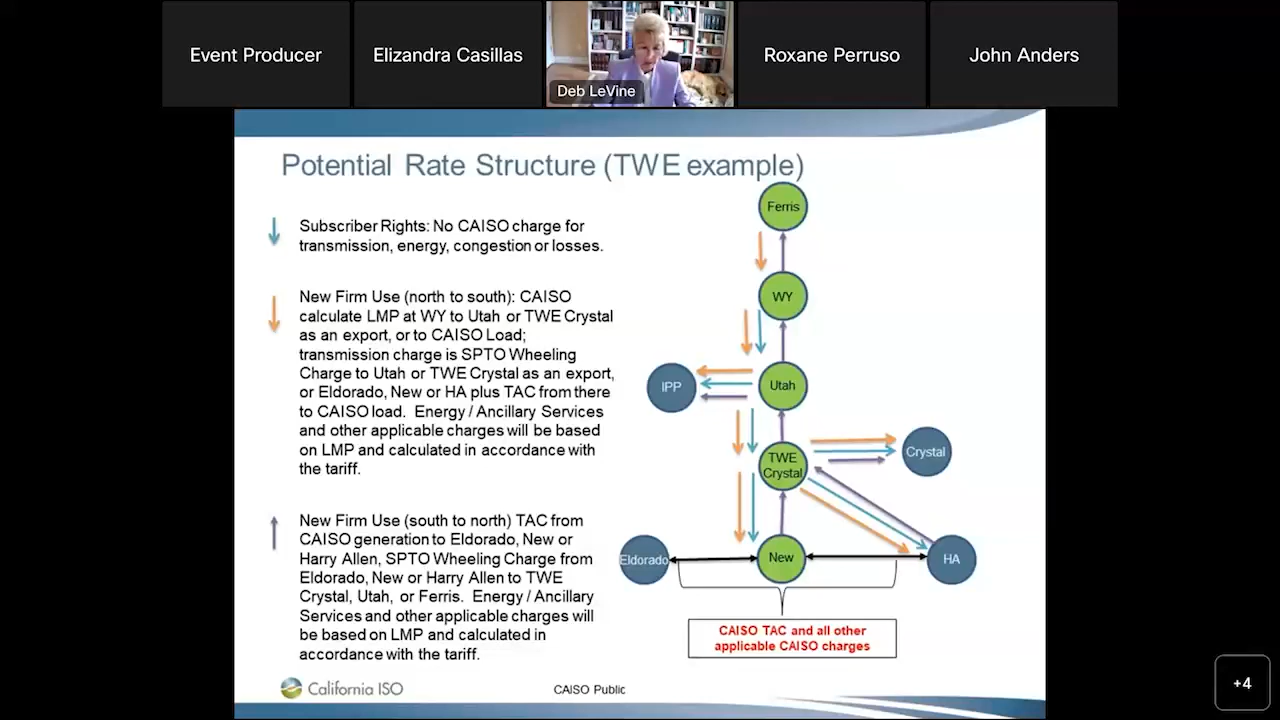 Event Producer
Elizandra Casillas
Deb LeVine
Roxane Perruso
John Anders
Potential Rate Structure (TWE example)
Subscriber Rights: No CAISO charge for
transmission, energy, congestion or losses.
New Firm Use (north to south): CAISO
calculate LMP at WY to Utah or TWE Crystal
as an export, or to CAISO Load;
transmission charge is SPTO Wheeling
Charge to Utah or TWE Crystal as an export,
or Eldorado, New or HA plus TAC from there
to CAISO load. Energy / Ancillary Services
and other applicable charges will be based
on LMP and calculated in accordance with
the tariff.
New Firm Use (south to north) TAC from
CAISO generation to Eldorado, New or
Harry Allen, SPTO Wheeling Charge from
Eldorado, New or Harry Allen to TWE
Crystal, Utah, or Ferris. Energy / Ancillary
Services and other applicable charges will
be based on LMP and calculated in
accordance with the tariff.
Ferris
WY
IPP
Utah
TWE
Crystal
Crystal
Eldorado
New
HA
CAISO TAC and all other
applicable CAISO charges
California ISO
CAISO Public
+4